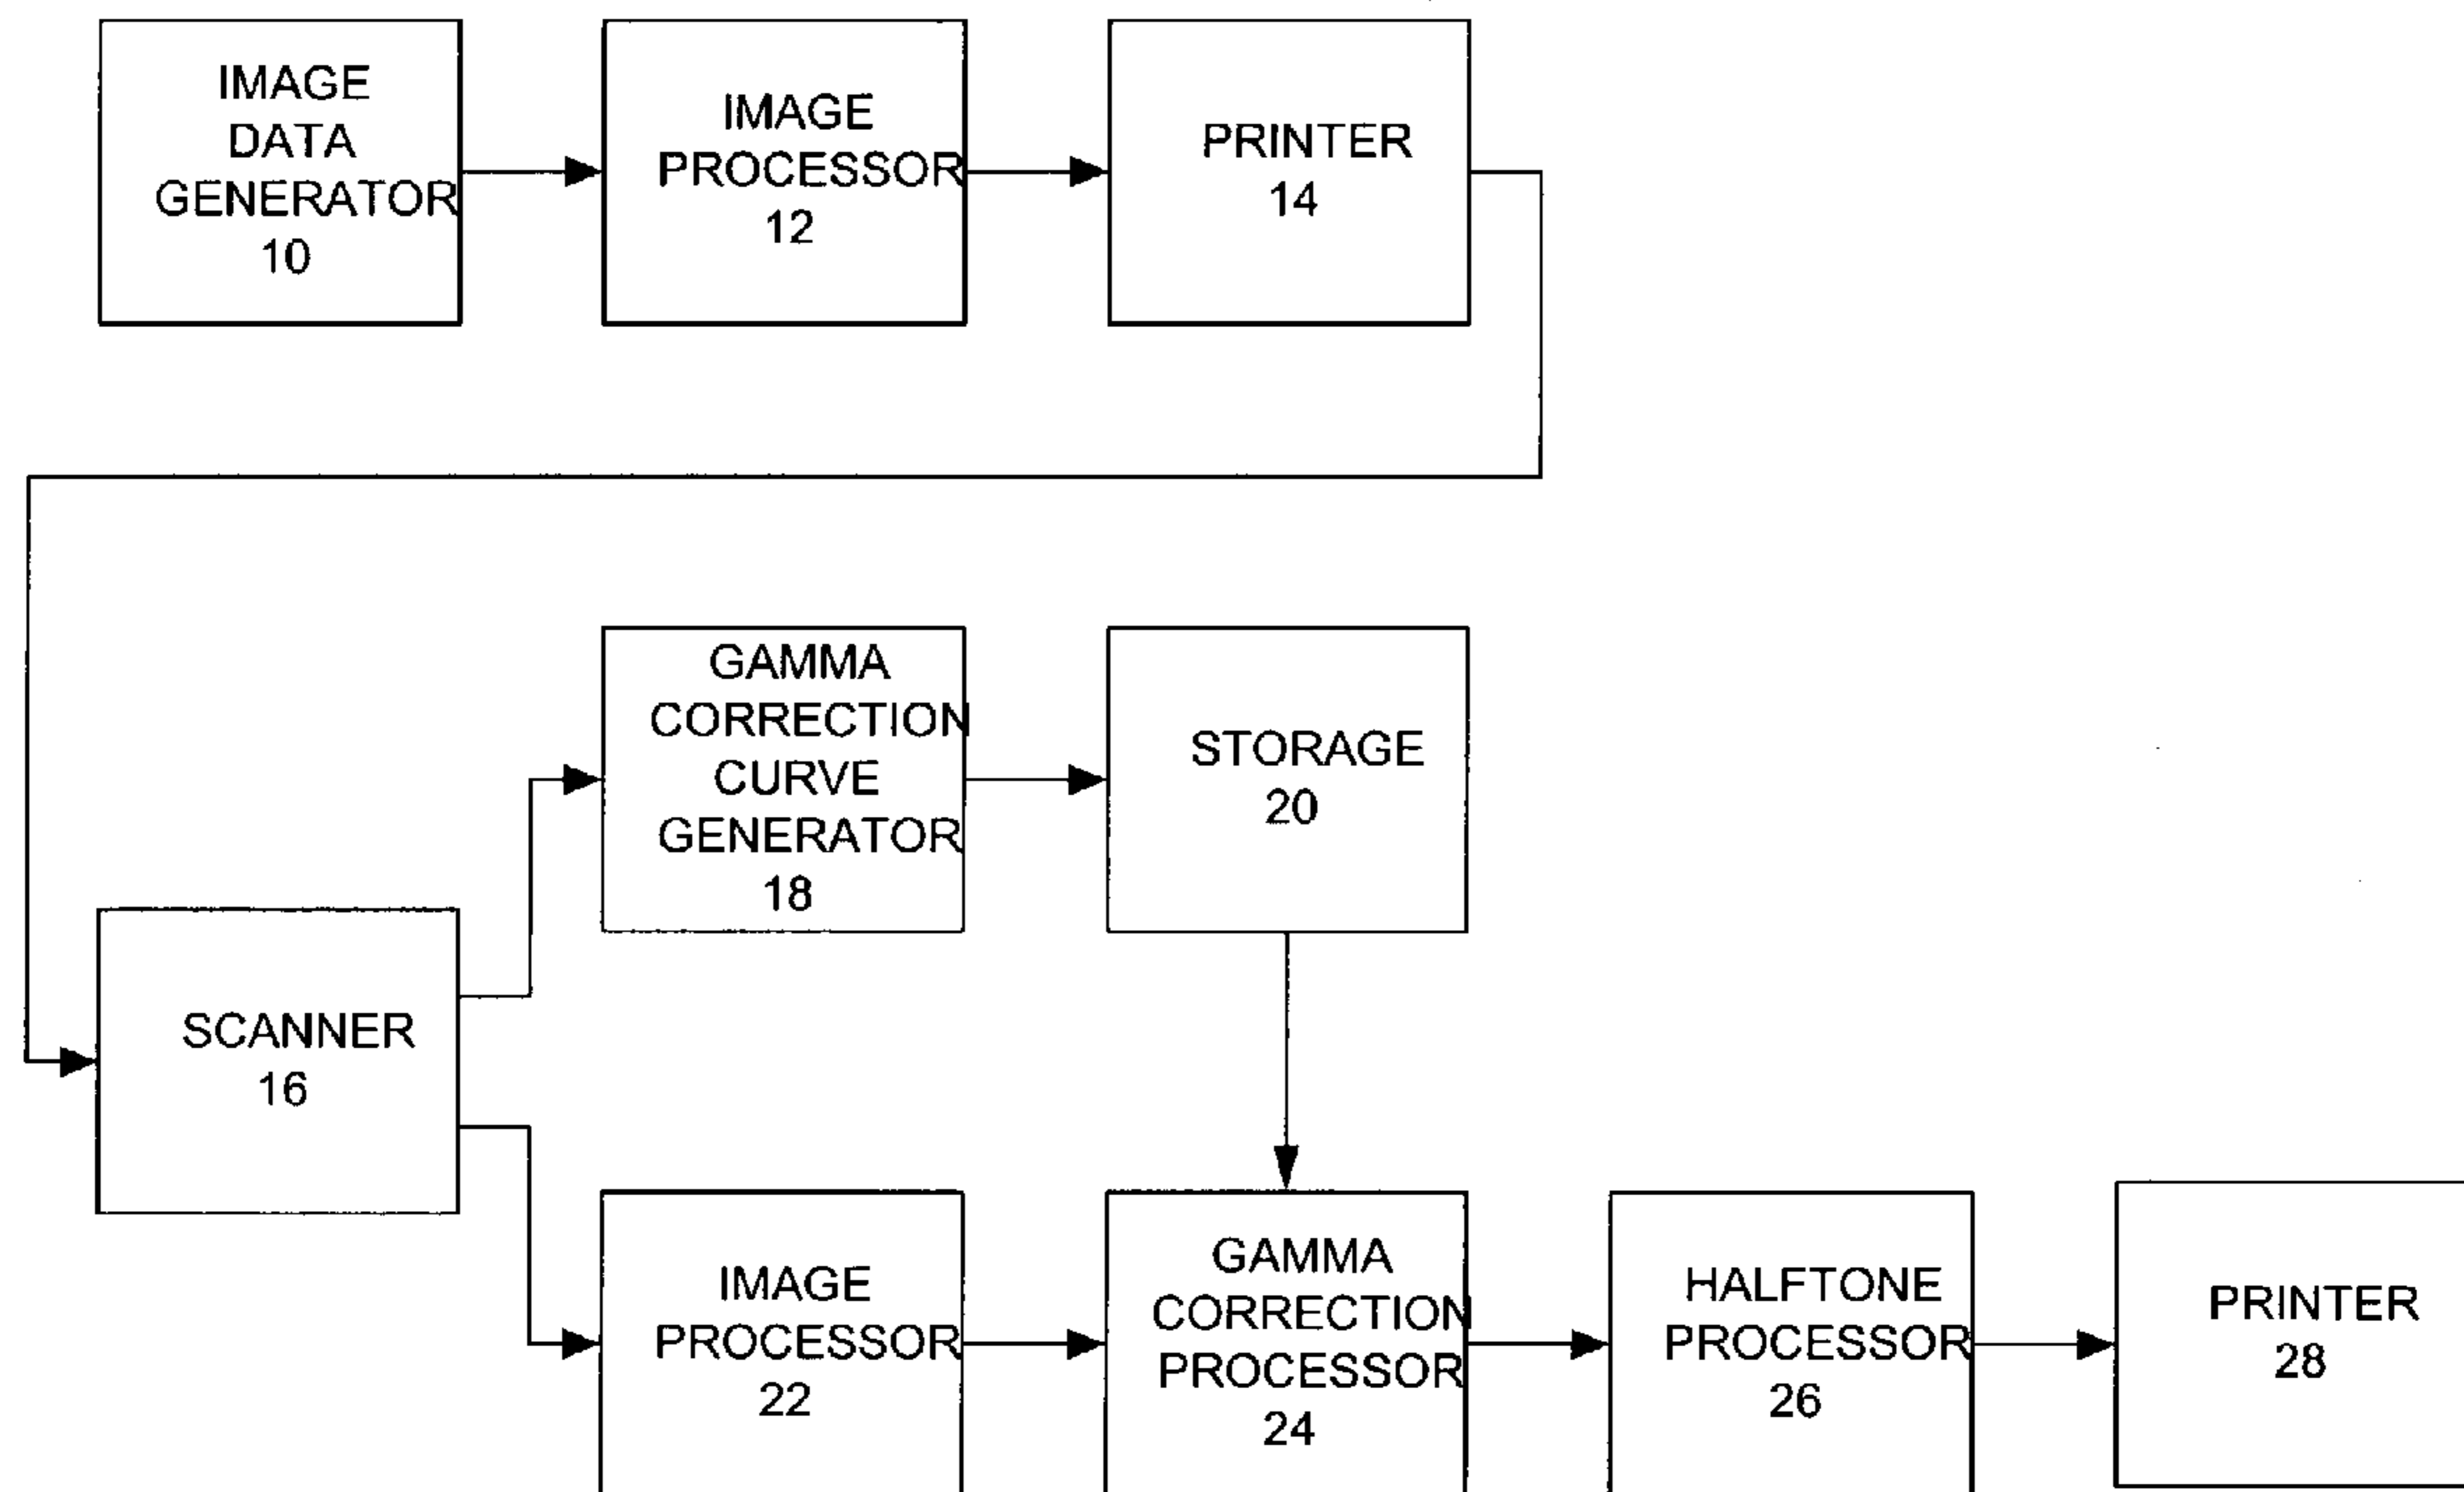 IMAGE
DATA
GENERATOR
10
IMAGE
PROCESSOR
12
PRINTER
14
GAMMA
CORRECTION
CURVE
GENERATOR
18
STORAGE
20
SCANNER
16
IMAGE
PROCESSOR
22
GAMMA
CORRECTION
PROCESSOR
24
HALFTONE
PROCESSOR
26
PRINTER
28